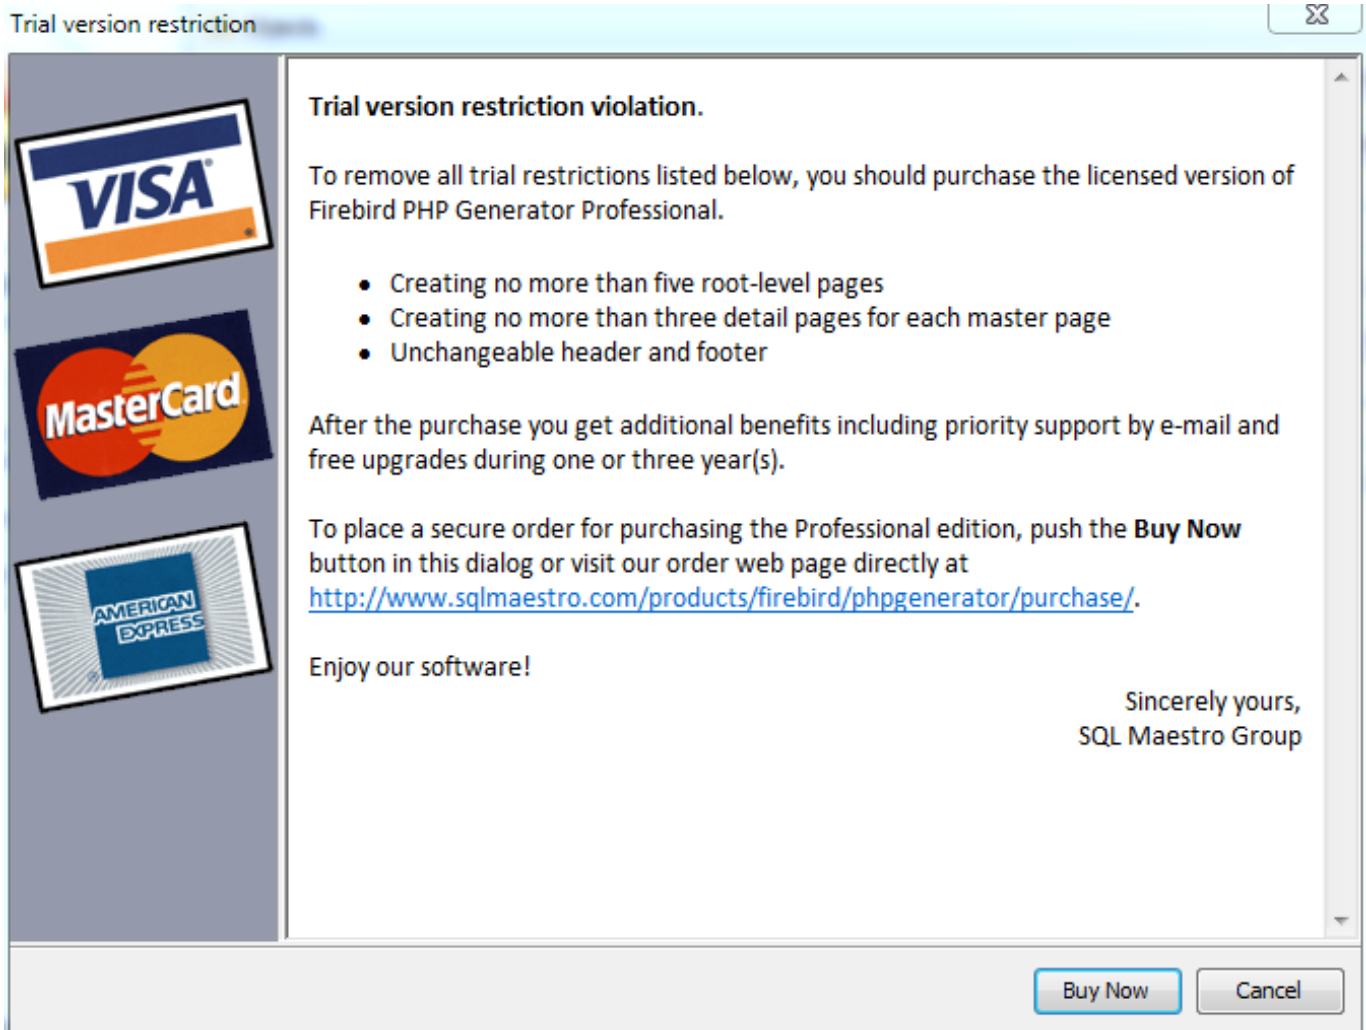 Trial version restriction
VISA
MasterCard
AMERICAN
EXPRESS
Trial version restriction violation.
To remove all trial restrictions listed below, you should purchase the licensed version of
Firebird PHP Generator Professional.
• Creating no more than five root-level pages
• Creating no more than three detail pages for each master page
• Unchangeable header and footer
After the purchase you get additional benefits including priority support by e-mail and
free upgrades during one or three year(s).
To place a secure order for purchasing the Professional edition, push the Buy Now
button in this dialog or visit our order web page directly at
http://www.sqlmaestro.com/products/firebird/phpgenerator/purchase/.
Enjoy our software!
Sincerely yours,
SQL Maestro Group
Buy Now
Cancel